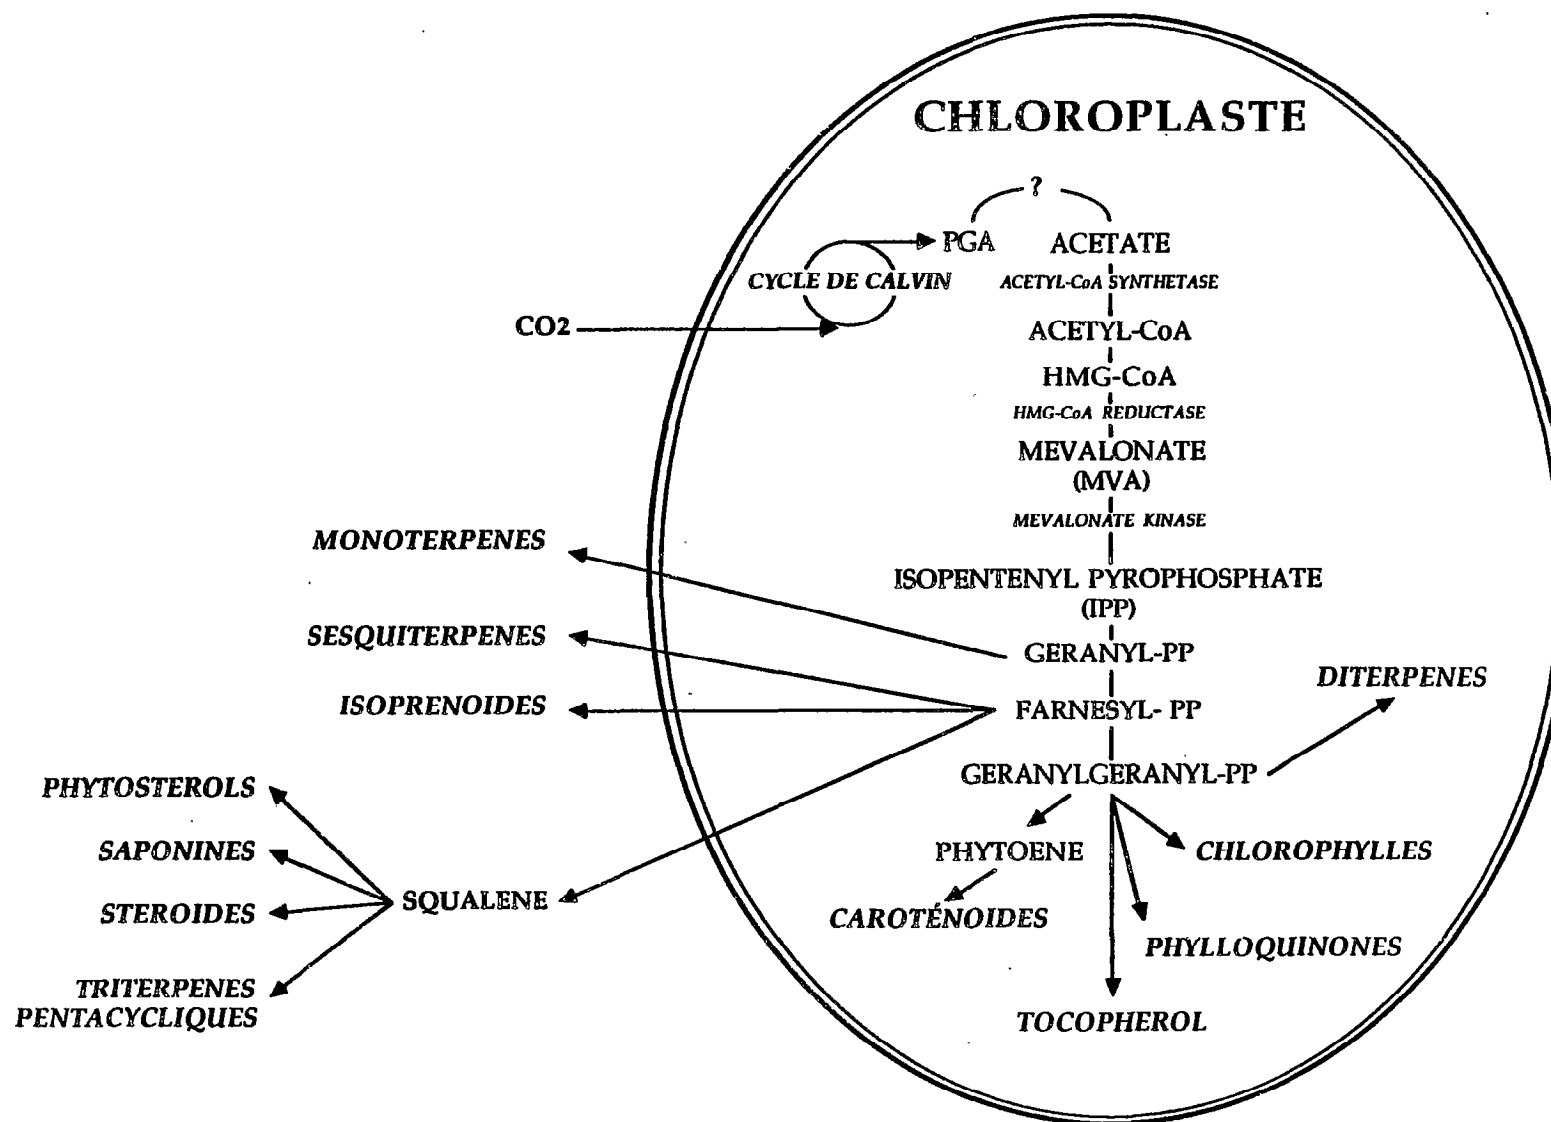 CHLOROPLASTE
?
PGA ACETATE
CYCLE DE CALVIN ACETYL-CoA SYNTHETASE
CO2 ACETYL-CoA
HMG-CoA
HMG-CoA REDUCTASE
MEVALONATE
(MVA)
MEVALONATE KINASE
MONOTERPENES
ISOPENTENYL PYROPHOSPHATE
(IPP)
SESQUITERPENES GERANYL-PP
DITERPENES
ISOPRENOIDES FARNESYL- PP
GERANYLGERANYL-PP
PHYTOSTEROLS
SAPONINES PHYTOENE CHLOROPHYLLES
SQUALENE
STEROIDES CAROTÉNOIDES
PHYLLOQUINONES
TRITERPENES
PENTACYCLIQUES TOCOPHEROL